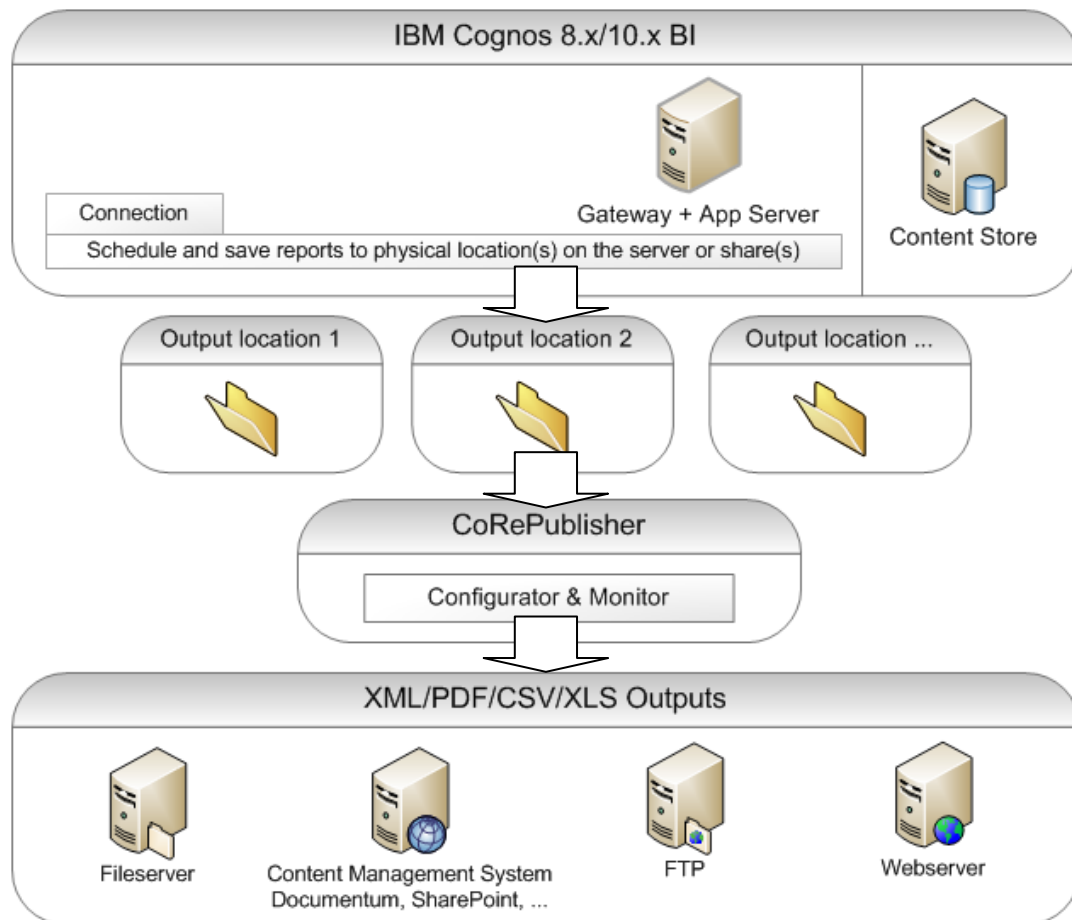 IBM Cognos 8.x/10.x BI
Gateway + App Server
Content Store
Connection
Schedule and save reports to physical location(s) on the server or share(s)
Output location 1
Output location 2
Output location ...
CoRePublisher
Configurator & Monitor
XML/PDF/CSV/XLS Outputs
Fileserver
Content Management System
Documentum, SharePoint, ...
FTP
Webserver